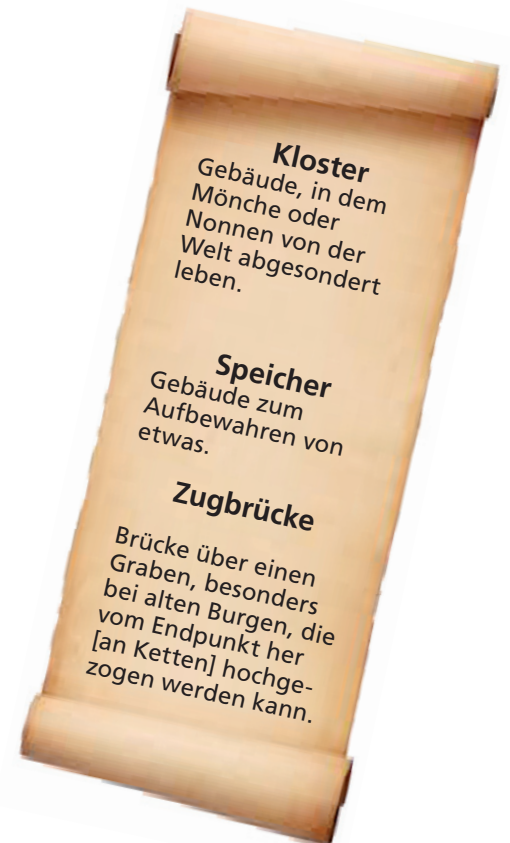 Kloster
Gebäude, in dem
Mönche oder
Nonnen von der
Welt abgesondert
leben.
Speicher
Gebäude zum
Aufbewahren von
etwas.
Zugbrücke
Brücke über einen
Graben, besonders
bei alten Burgen, die
vom Endpunkt her
[an Ketten] hochge-
zogen werden kann.